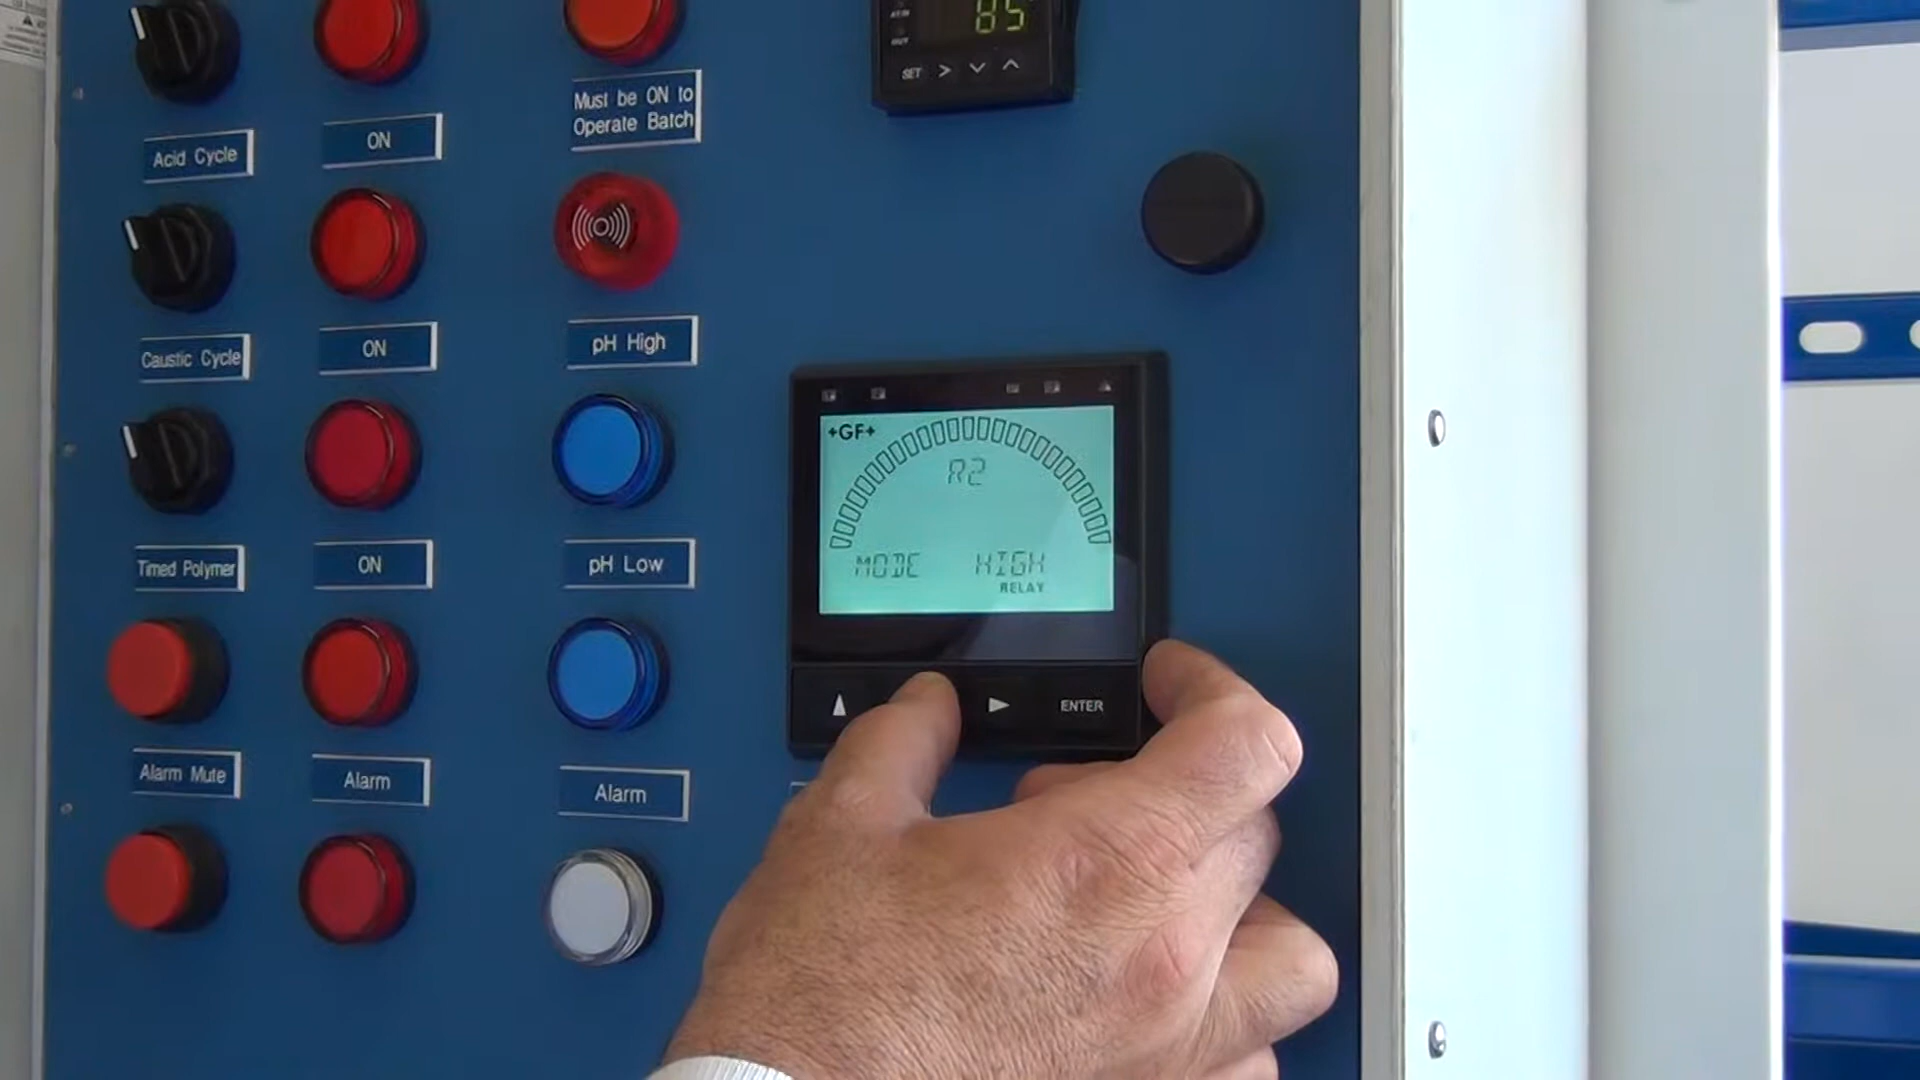 85
SET
Must be ON to
Operate Batch
ON
Acid Cycle
pH High
ON
Caustic Cycle
+GF+
R2
MODE HIGH
RELAY
pH Low
ON
Timed Polymer
ENTER
Alarm Mute
Alarm
Alarm